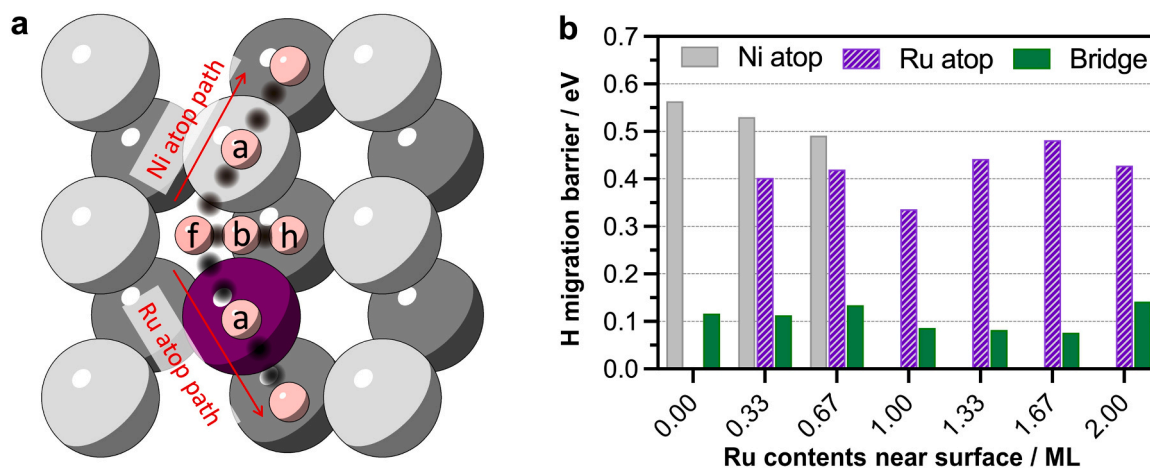 a
Ni atop path
a
f b h
a
Ru atop path
b
H migration barrier / eV
0.7
0.6
0.5
0.4
0.3
0.2
0.1
0.0
Ni atop Ru atop Bridge
0.00 0.33 0.67 1.00 1.33 1.67 2.00
Ru contents near surface / ML